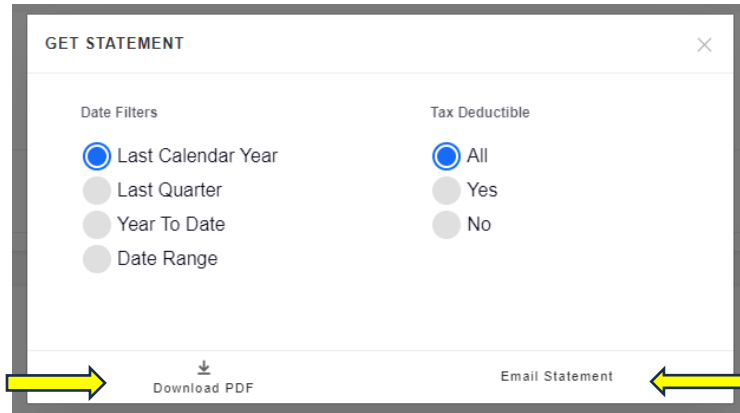 GET STATEMENT
Date Filters
Last Calendar Year
Last Quarter
Year To Date
Date Range
Tax Deductible
All
Yes
No
Download PDF
Email Statement